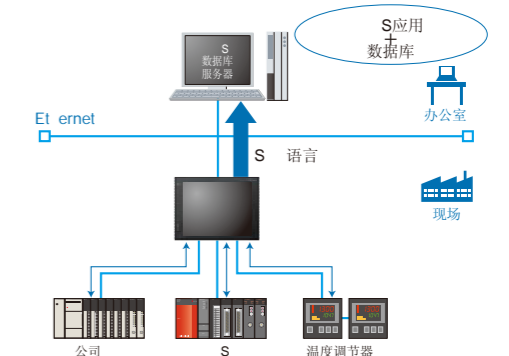 S应用
+
数据库
S
数据库
服务器
办公室
Et ernet
S 语言
现场
公司
S
温度调节器